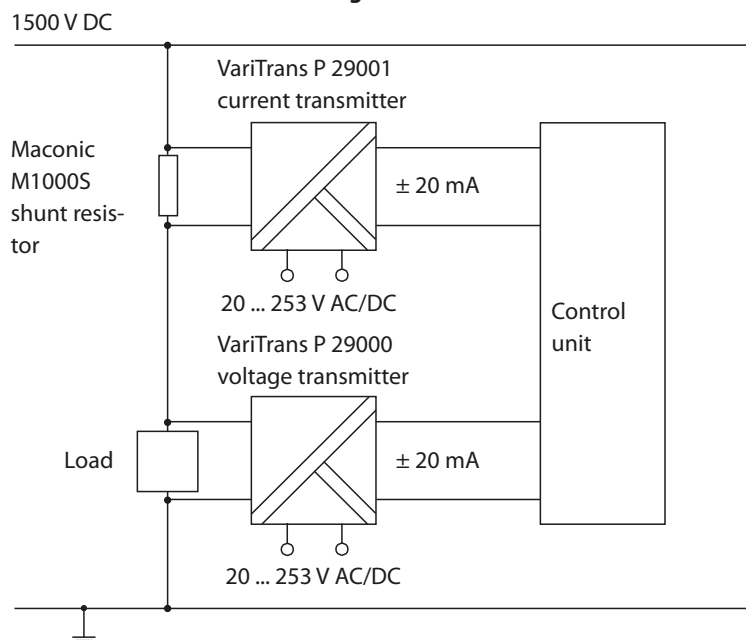 1500 V DC
VariTrans P 29001
current transmitter
Maconic
M1000S
shunt resis-
tor
± 20 mA
20 ... 253 V AC/DC
Control
unit
VariTrans P 29000
voltage transmitter
Load
± 20 mA
20 ... 253 V AC/DC